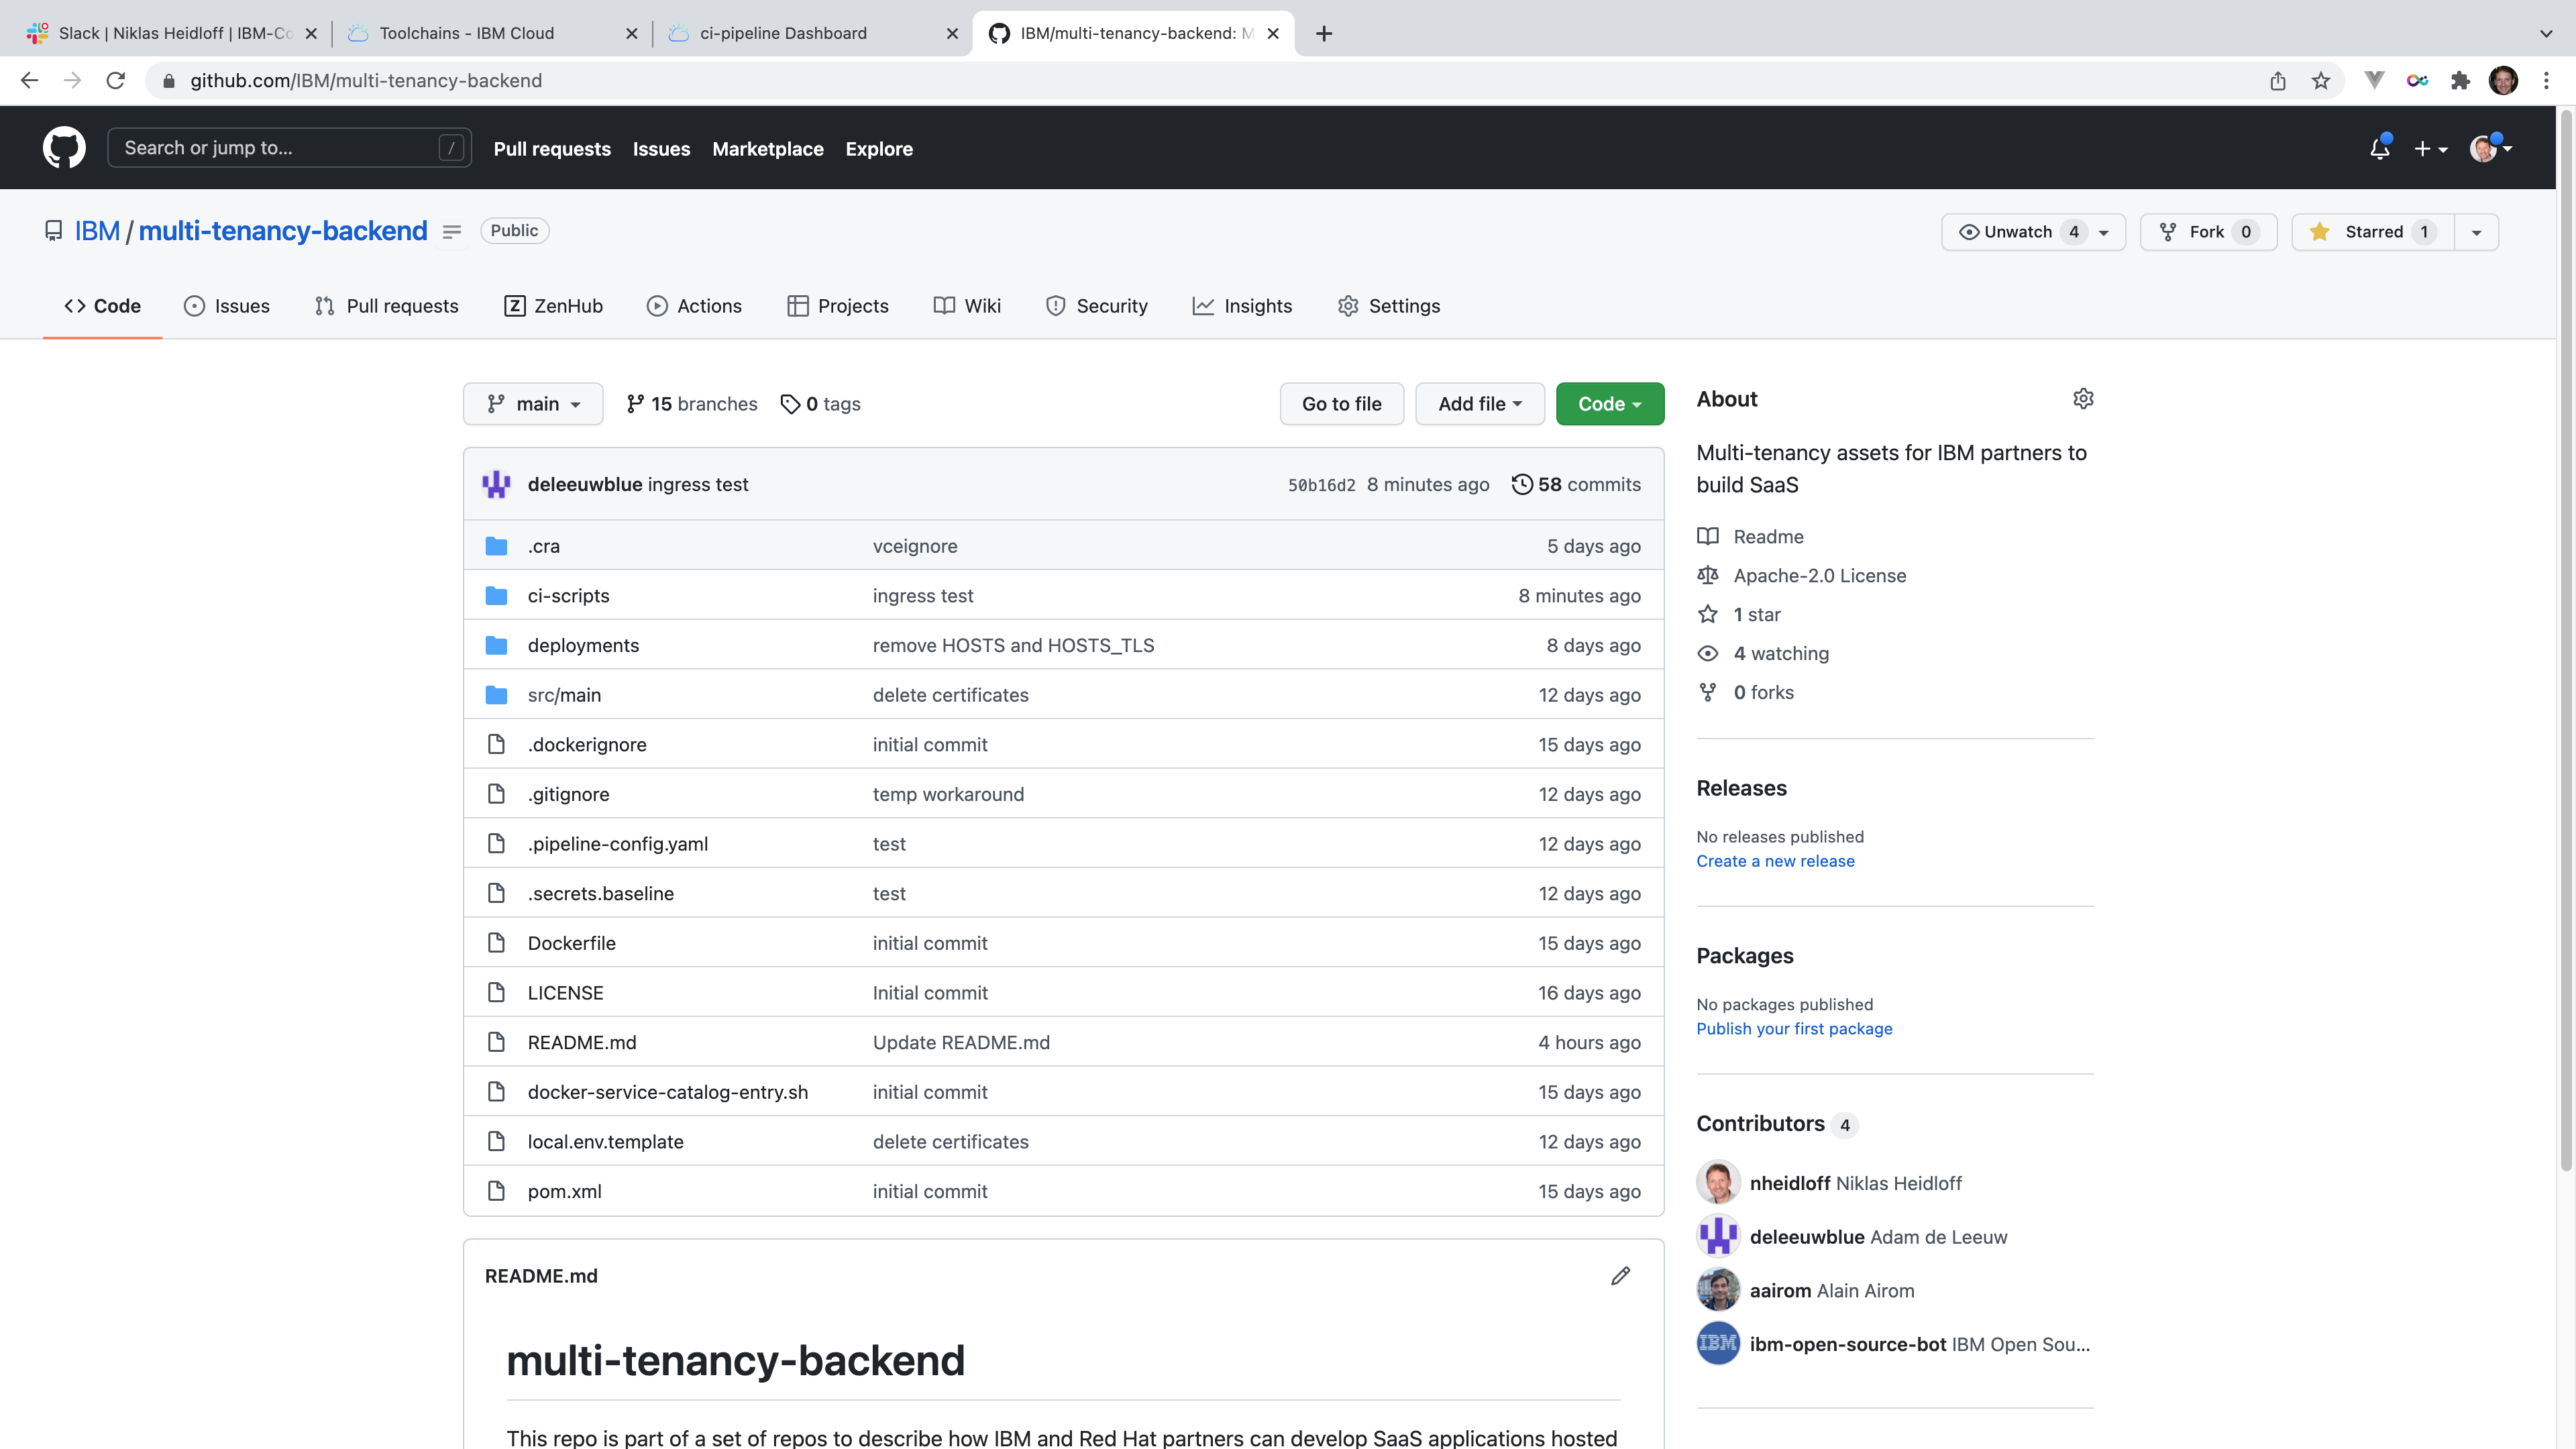 Slack | Niklas Heidloff | IBM-Co
Toolchains - IBM Cloud
ci-pipeline Dashboard
IBM/multi-tenancy-backend: M
github.com/IBM/multi-tenancy-backend
Search or jump to... /
Pull requests Issues Marketplace Explore
IBM / multi-tenancy-backend Public
Unwatch 4 Fork 0 Starred 1
Code Issues Pull requests ZenHub Actions Projects Wiki Security Insights Settings
main 15 branches 0 tags
Go to file Add file Code
deleeuwblue ingress test 50b16d2 8 minutes ago 58 commits
.cra vceignore 5 days ago
ci-scripts ingress test 8 minutes ago
deployments remove HOSTS and HOSTS_TLS 8 days ago
src/main delete certificates 12 days ago
.dockerignore initial commit 15 days ago
.gitignore temp workaround 12 days ago
.pipeline-config.yaml test 12 days ago
.secrets.baseline test 12 days ago
Dockerfile initial commit 15 days ago
LICENSE Initial commit 16 days ago
README.md Update README.md 4 hours ago
docker-service-catalog-entry.sh initial commit 15 days ago
local.env.template delete certificates 12 days ago
pom.xml initial commit 15 days ago
README.md
multi-tenancy-backend
This repo is part of a set of repos to describe how IBM and Red Hat partners can develop SaaS applications hosted
About
Multi-tenancy assets for IBM partners to
build SaaS
Readme
Apache-2.0 License
1 star
4 watching
0 forks
Releases
No releases published
Create a new release
Packages
No packages published
Publish your first package
Contributors 4
nheidloff Niklas Heidloff
deleeuwblue Adam de Leeuw
aairom Alain Airom
IBM
ibm-open-source-bot IBM Open Sou...